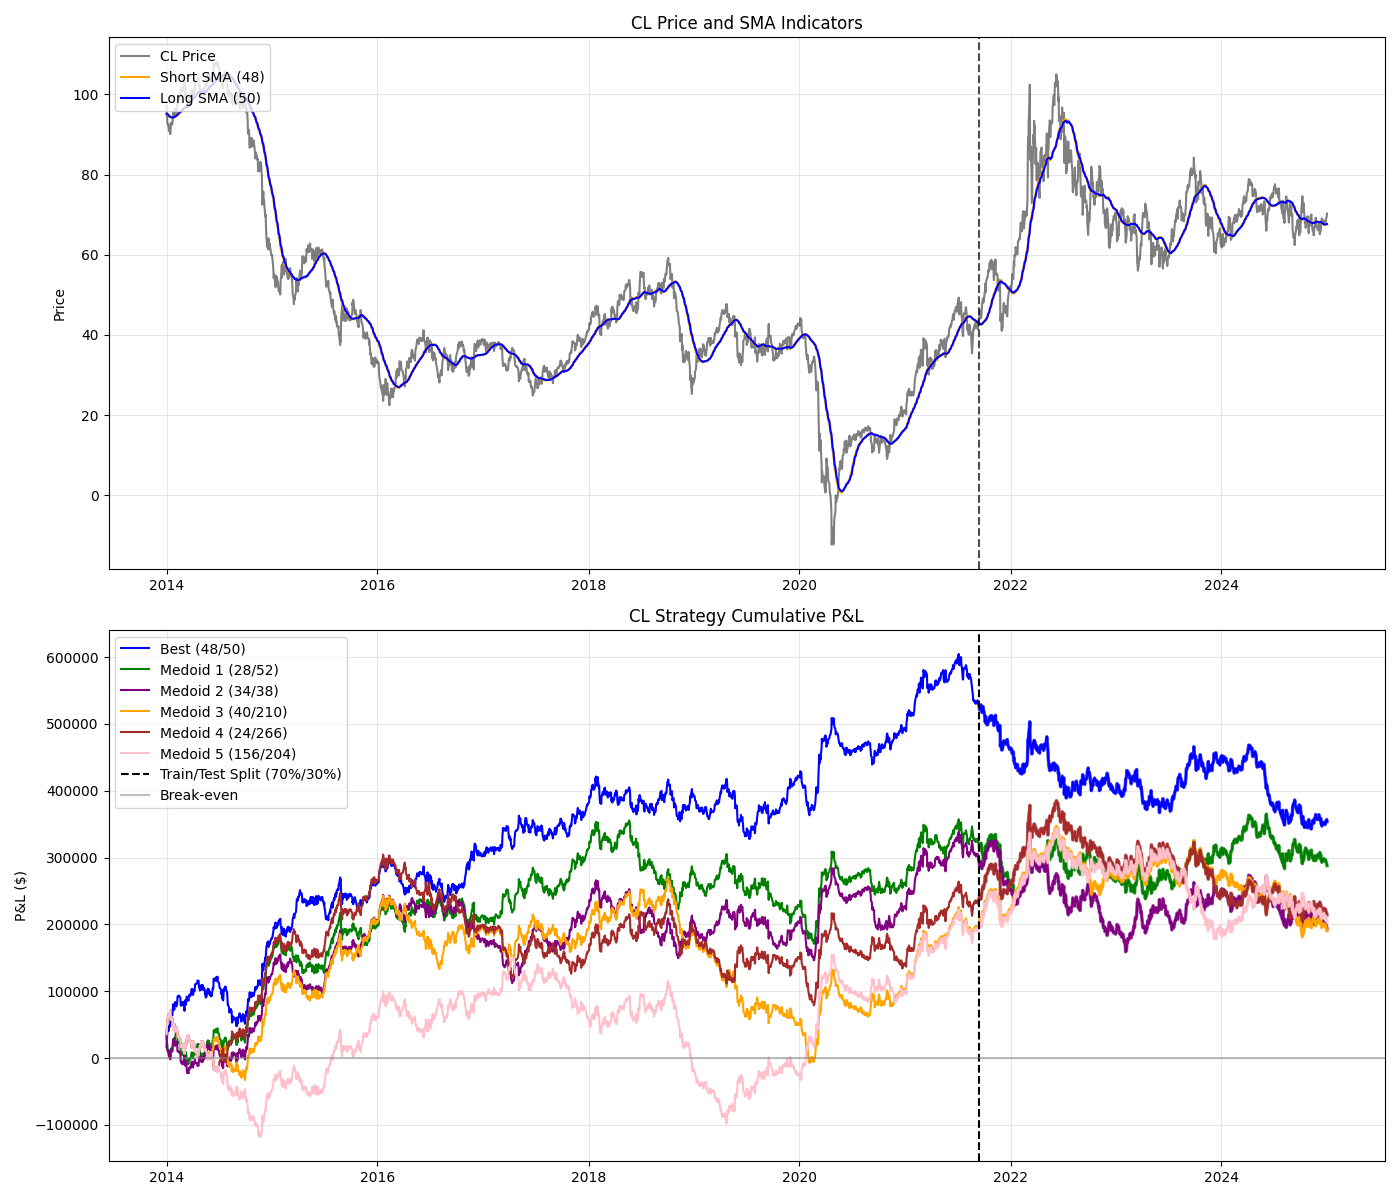 CL Price and SMA Indicators
CL Price
Short SMA (48)
Long SMA (50)
Price
100
80
60
40
20
0
2014 2016 2018 2020 2022 2024
CL Strategy Cumulative P&L
Best (48/50)
Medoid 1 (28/52)
Medoid 2 (34/38)
Medoid 3 (40/210)
Medoid 4 (24/266)
Medoid 5 (156/204)
Train/Test Split (70%/30%)
Break-even
P&L ($)
600000
500000
400000
300000
200000
100000
0
−100000
2014 2016 2018 2020 2022 2024